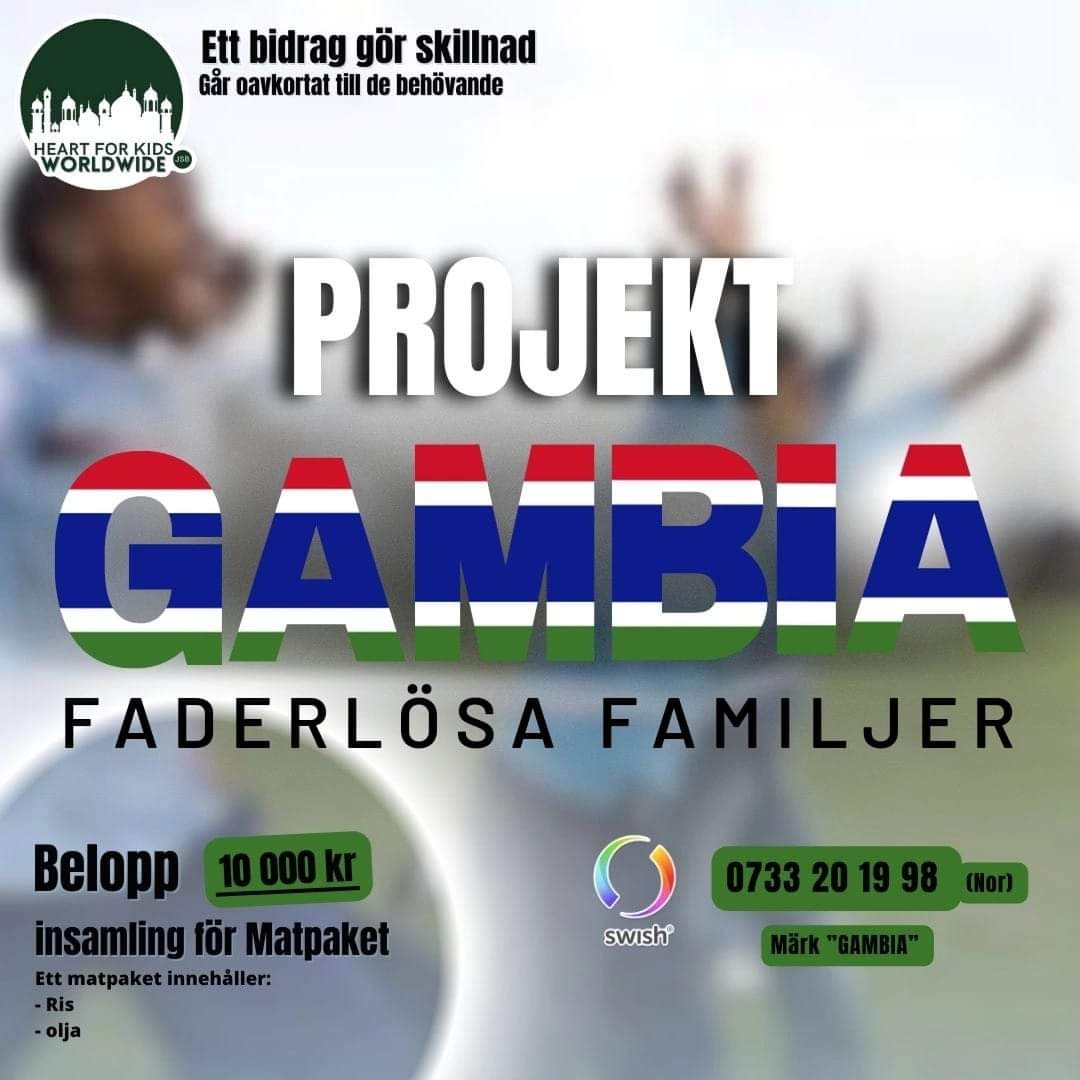 Ett bidrag gör skillnad
Går oavkortat till de behövande
HEART FOR KIDS
WORLDWIDE
JSB
PROJEKT
GAMBIA
FADERLÖSA FAMILJER
Belopp 10 000 kr
insamling för Matpaket
Ett matpaket innehåller:
- Ris
- olja
swish®
0733 20 19 98 (Nor)
Märk ”GAMBIA”